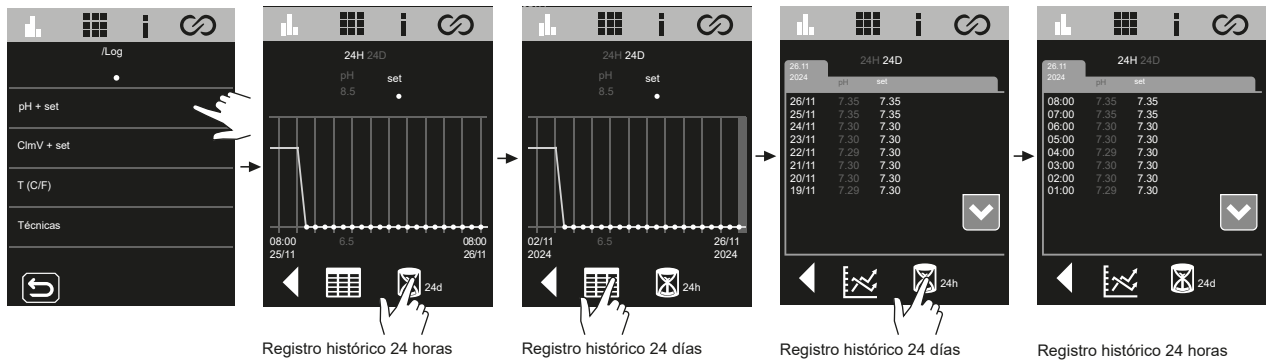 /Log
pH + set
ClmV + set
T (C/F)
Técnicas
24H 24D
pH set
8.5
6.5
08:00 08:00
25/11 26/11
24d
Registro histórico 24 horas
24H 24D
pH set
8.5
6.5
02/11 26/11
2024 2024
24h
Registro histórico 24 días
24H 24D
26.11
2024 pH set
26/11 7.35 7.35
25/11 7.35 7.35
24/11 7.30 7.30
23/11 7.30 7.30
22/11 7.29 7.30
21/11 7.30 7.30
20/11 7.30 7.30
19/11 7.29 7.30
24h
Registro histórico 24 días
24H 24D
26.11
2024 pH set
08:00 7.35 7.35
07:00 7.35 7.35
06:00 7.30 7.30
05:00 7.30 7.30
04:00 7.29 7.30
03:00 7.30 7.30
02:00 7.30 7.30
01:00 7.29 7.30
24d
Registro histórico 24 horas